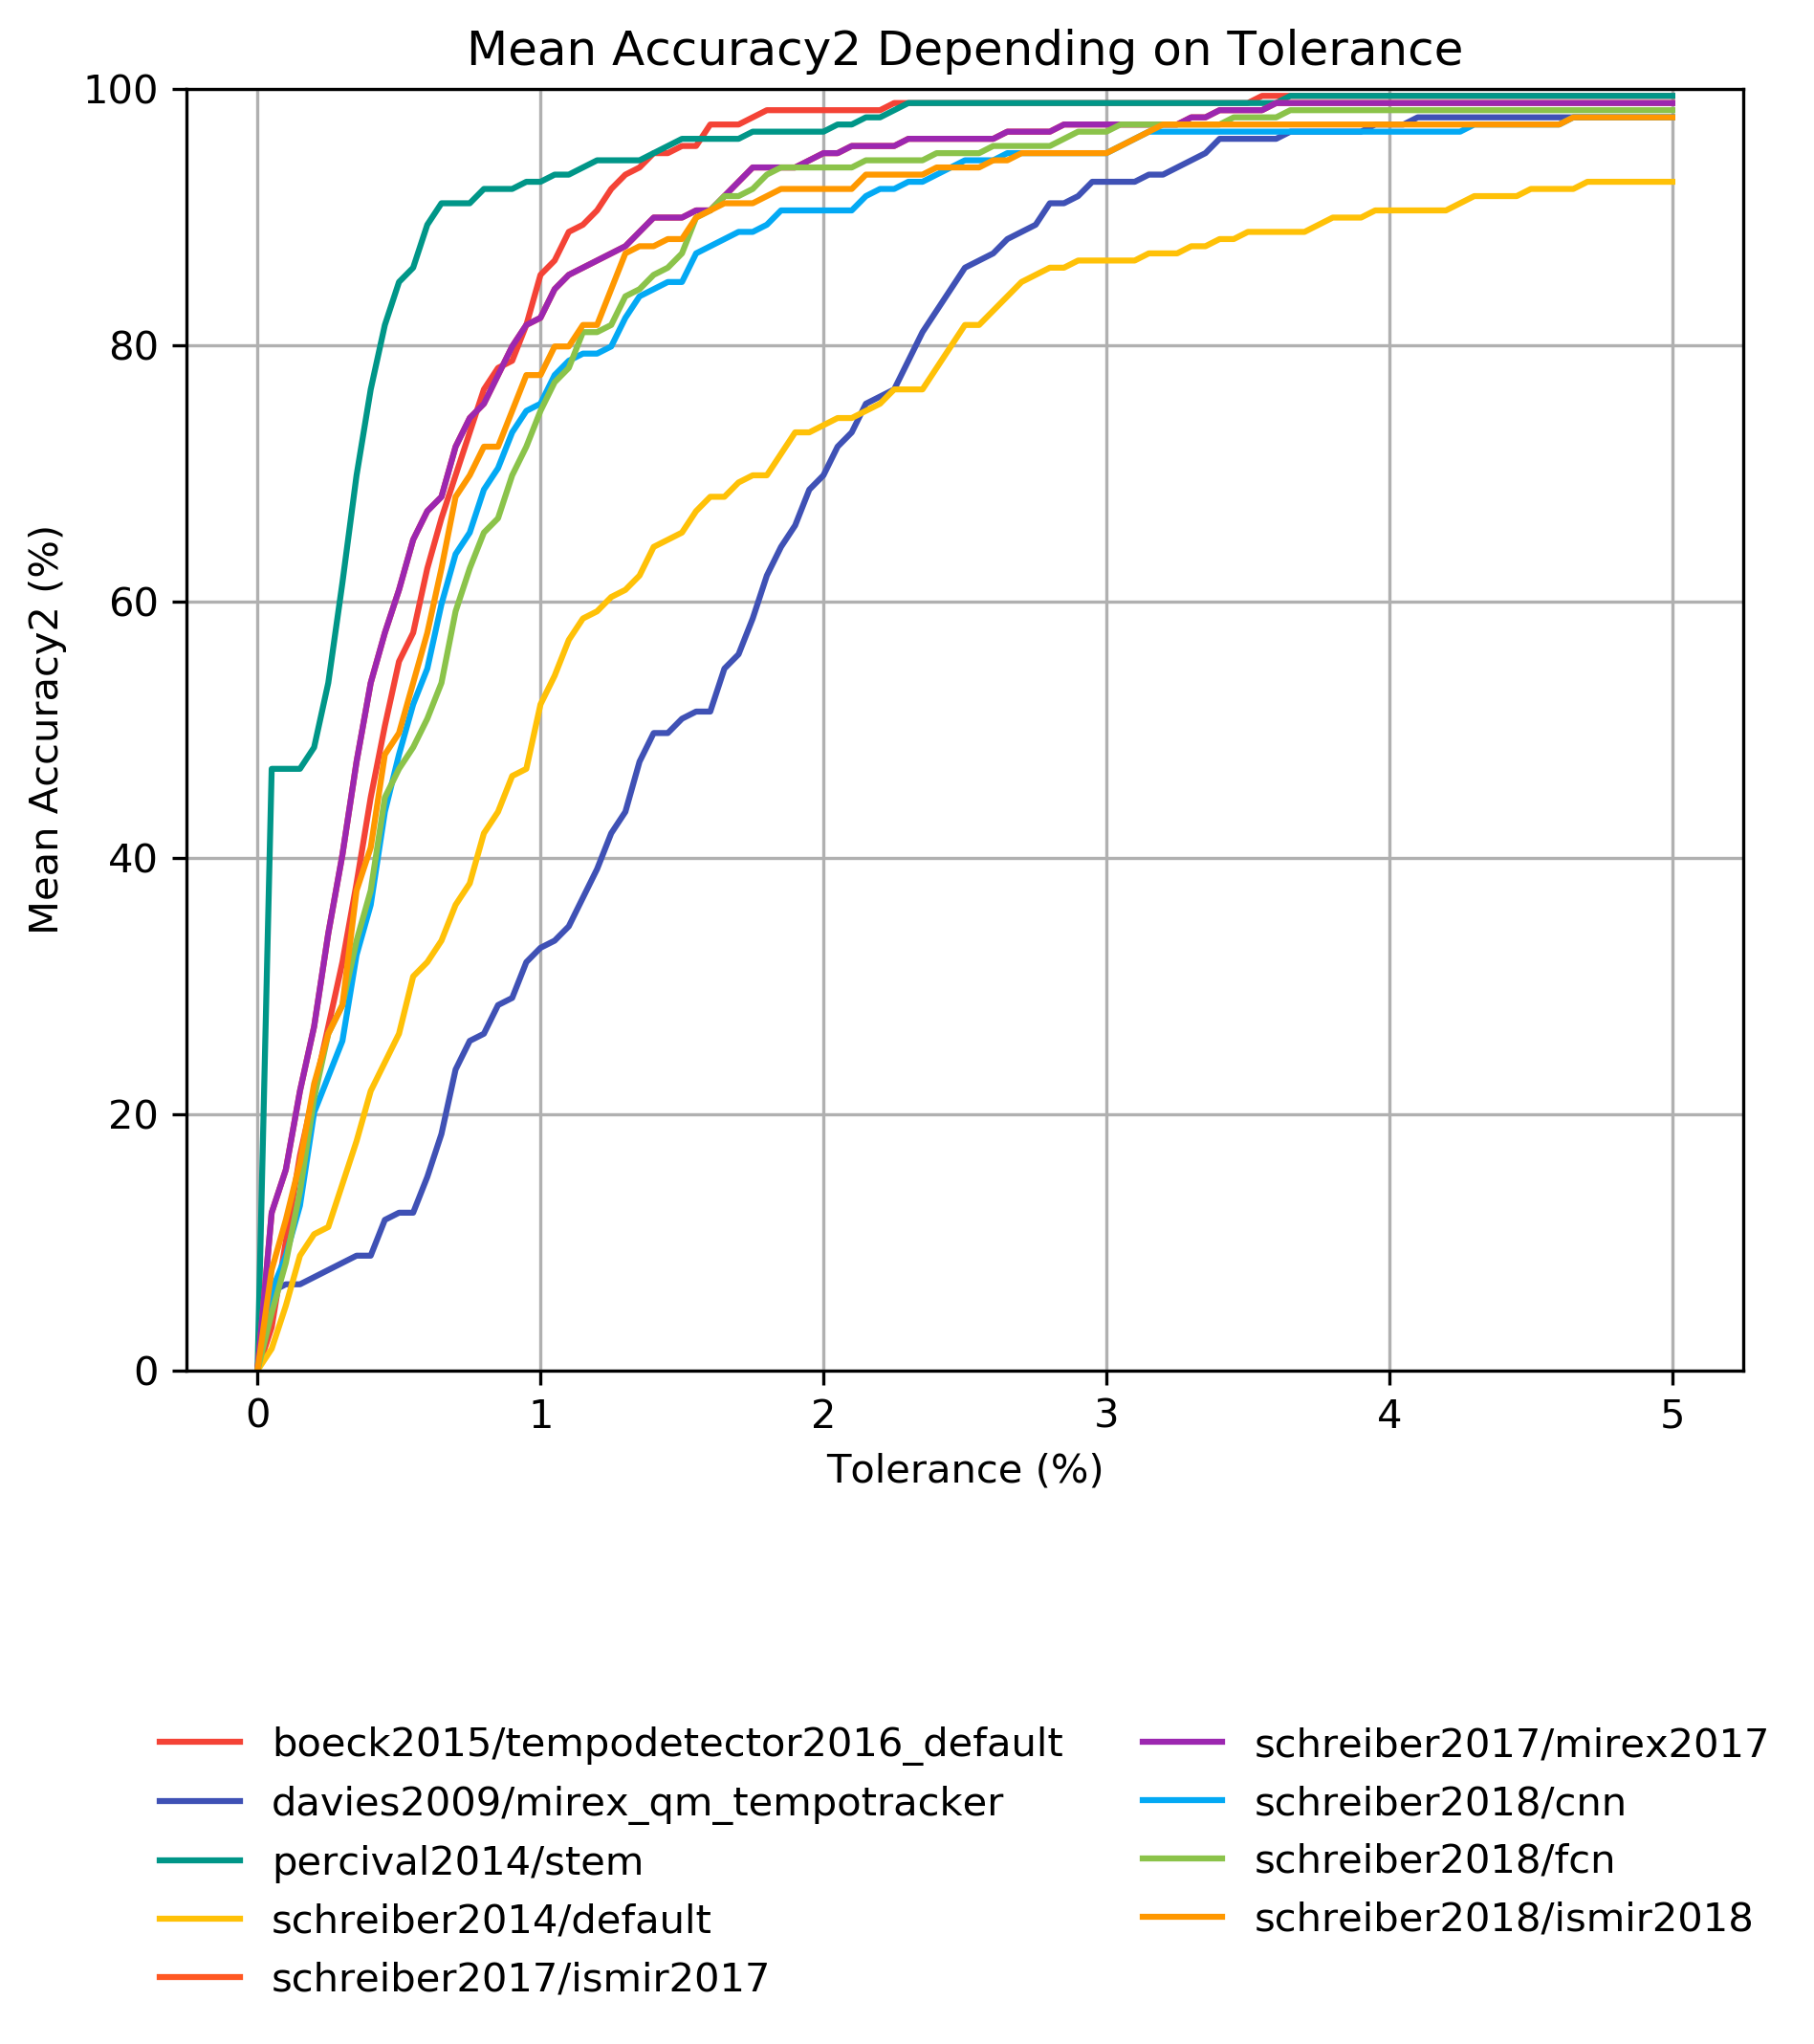 Mean Accuracy2 Depending on Tolerance
100
80
60
40
20
0
Mean Accuracy2 (%)
0 1 2 3 4 5
Tolerance (%)
boeck2015/tempodetector2016_default
davies2009/mirex_qm_tempotracker
percival2014/stem
schreiber2014/default
schreiber2017/ismir2017
schreiber2017/mirex2017
schreiber2018/cnn
schreiber2018/fcn
schreiber2018/ismir2018